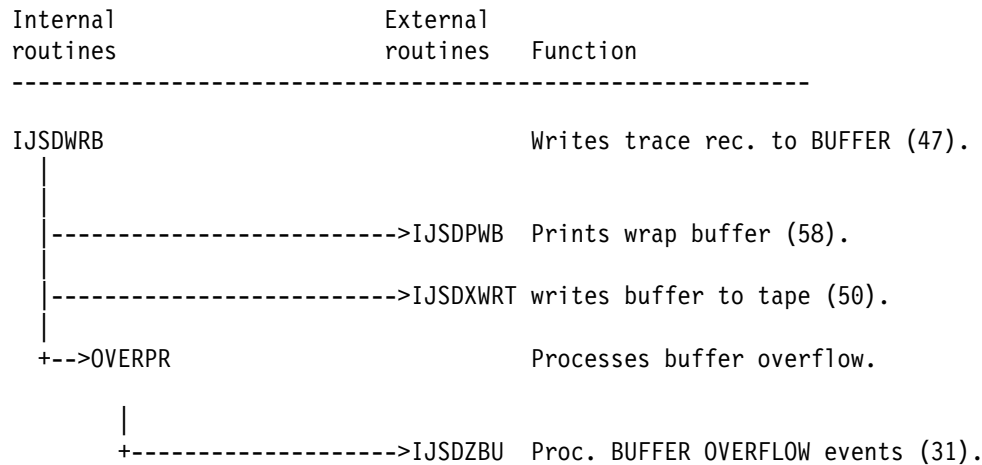 Internal External
routines routines Function
------------------------------------------------------------
IJSDWRB Writes trace rec. to BUFFER (47).
|
|
|-------------------------->IJSDPWB Prints wrap buffer (58).
|
|-------------------------->IJSDXWRT writes buffer to tape (50).
|
+-->OVERPR Processes buffer overflow.
|
+-------------------->IJSDZBU Proc. BUFFER OVERFLOW events (31).